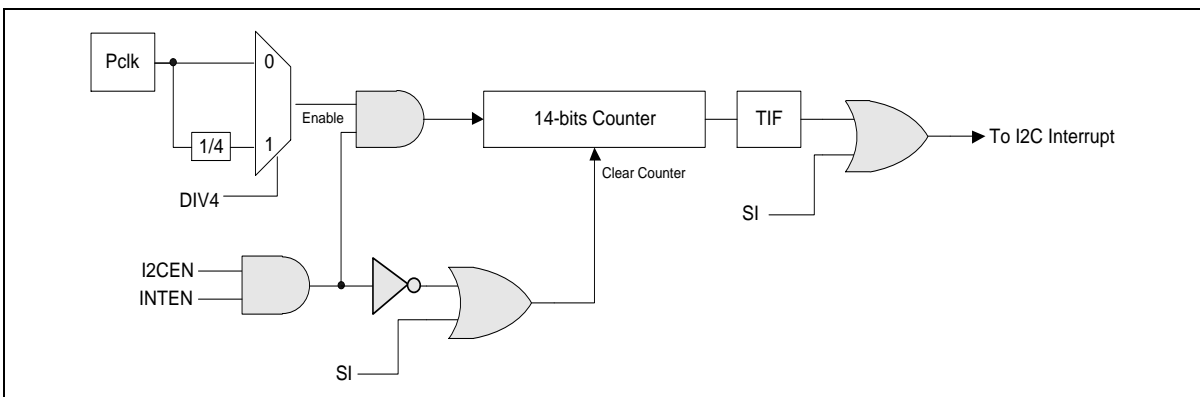 Pclk
0
1/4
1
DIV4
Enable
14-bits Counter
TIF
To I2C Interrupt
Clear Counter
SI
I2CEN
INTEN
SI